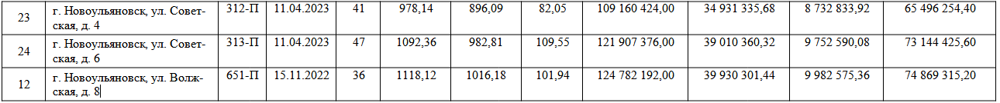 23 г. Новоульяновск, ул. Совет- 312-П 11.04.2023 41 978,14 896,09 82,05 109 160 424,00 34 931 335,68 8 732 833,92 65 496 254,40
ская, д. 4
24 г. Новоульяновск, ул. Совет- 313-П 11.04.2023 47 1092,36 982,81 109,55 121 907 376,00 39 010 360,32 9 752 590,08 73 144 425,60
ская, д. 6
12 г. Новоульяновск, ул. Волж- 651-П 15.11.2022 36 1118,12 1016,18 101,94 124 782 192,00 39 930 301,44 9 982 575,36 74 869 315,20
ская, д. 8